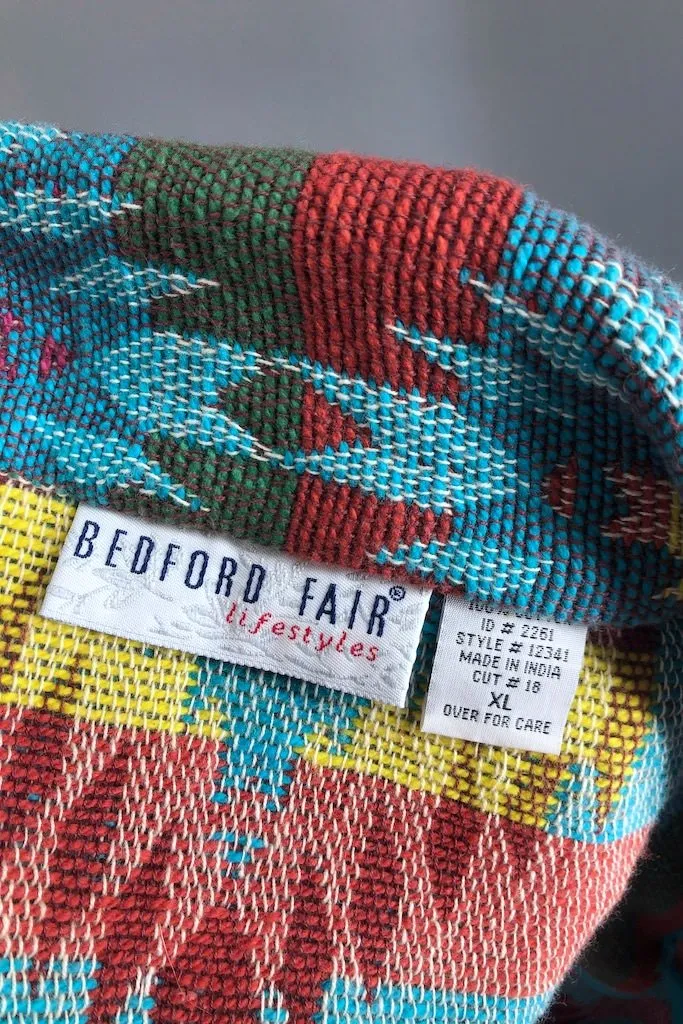 BEDFORD FAIR®
lifestyles
ID # 2261
STYLE # 12341
MADE IN INDIA
CUT # 18
XL
OVER FOR CARE